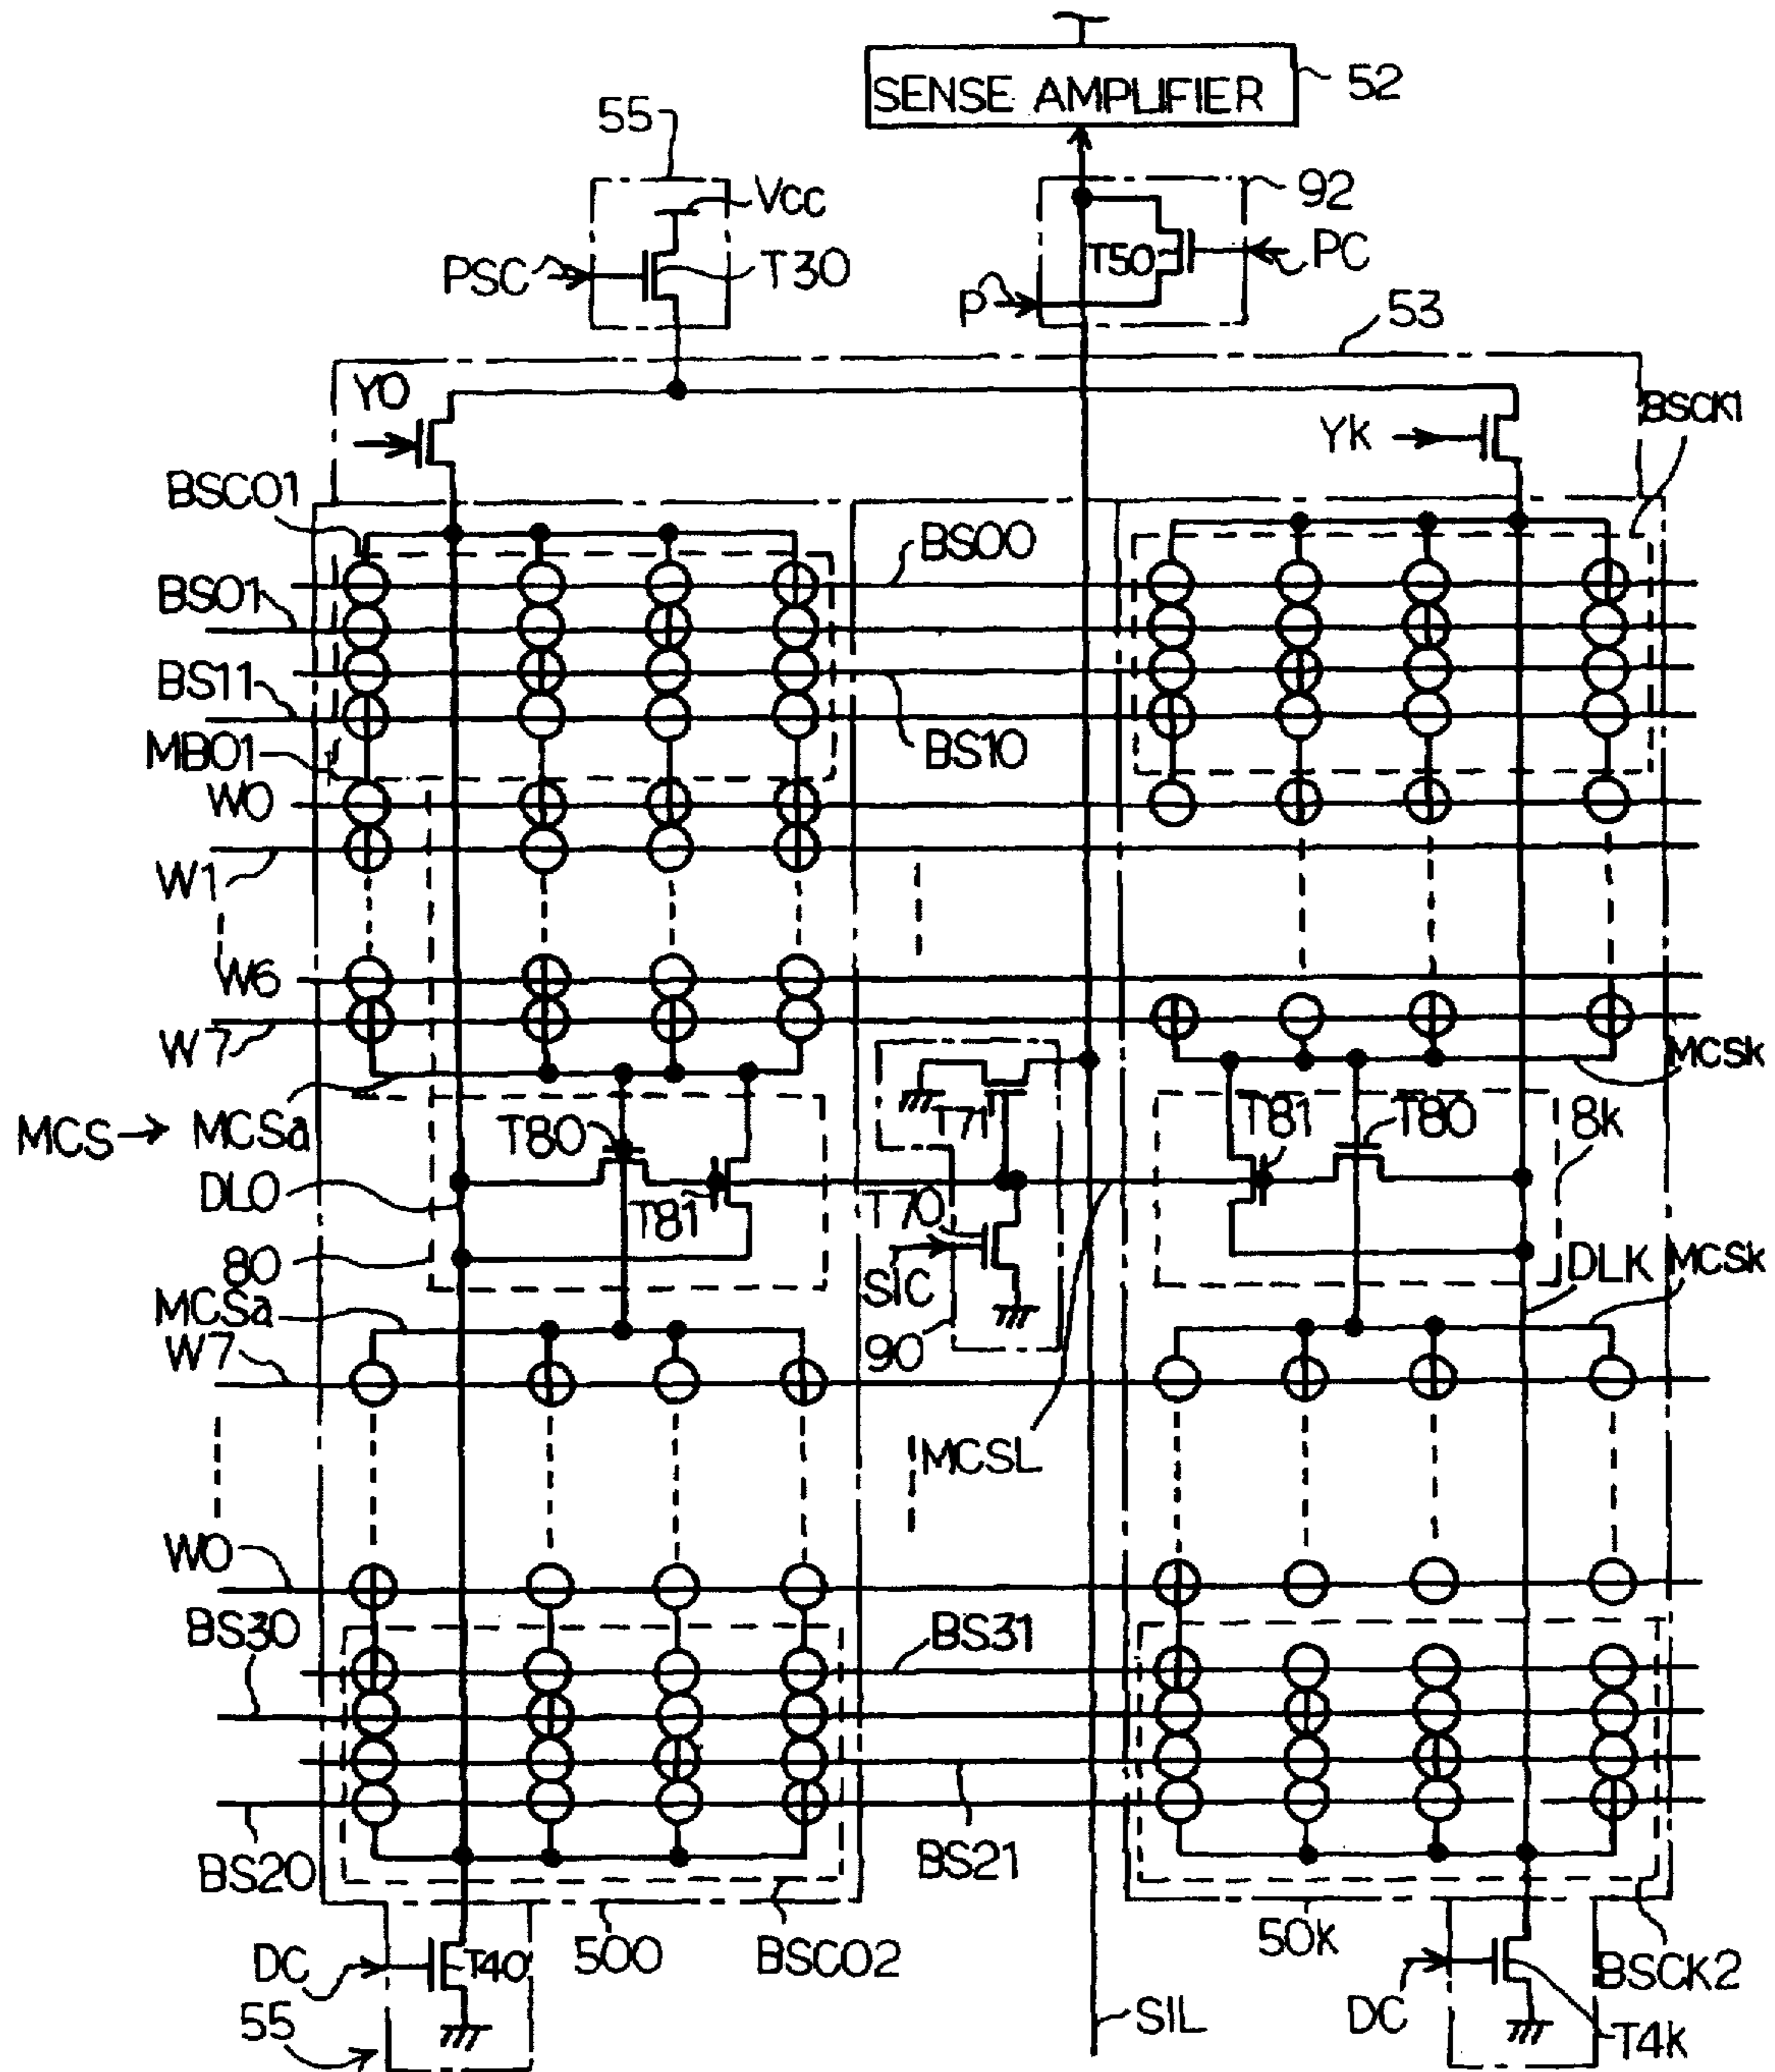 SENSE AMPLIFIER
52
55
92
Vcc
PSC
T30
T50
PC
P
53
Y0
Yk
BSCK1
BSC01
BS00
BS01
BS11
BS10
MB01
W0
W1
W6
W7
MCSk
MCS → MCSa
T80
T71
T81
T80
8k
DL0
T81
T70
80
SIC
DLK
MCSk
MCSa
W7
90
MCSL
W0
BS30
BS31
BS20
BS21
500
BSC02
50k
BSCK2
DC
T40
55
SIL
DC
T4k